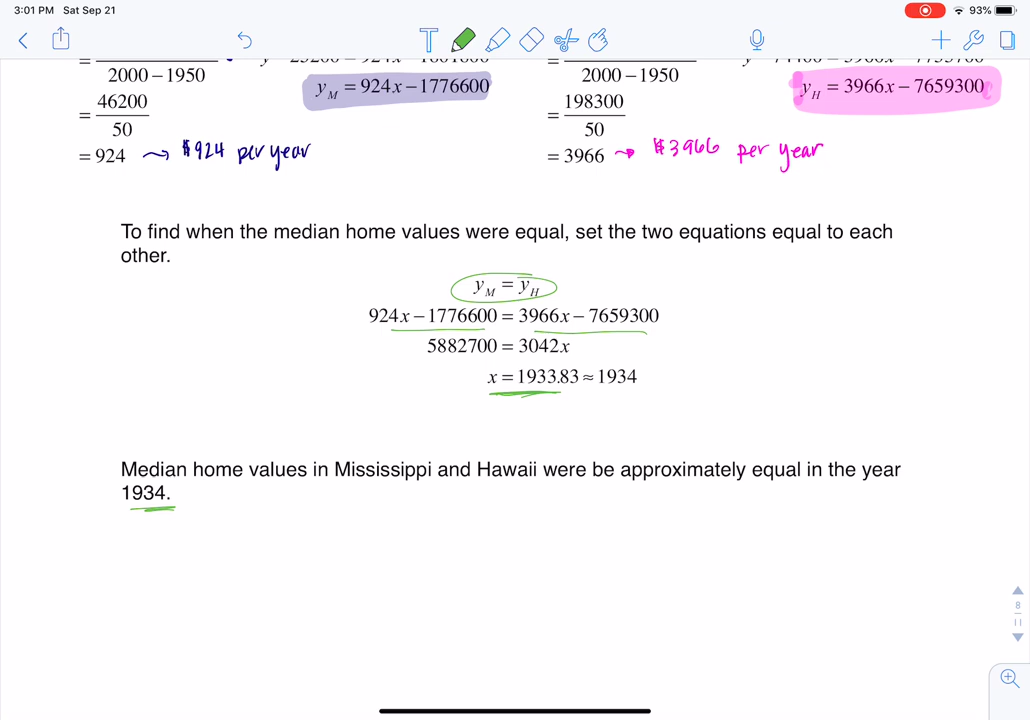 3:01 PM Sat Sep 21
93%
T
2000 − 1950
y_M = 924x − 1776600
= 46200
50
= 924 $924 per year
2000 − 1950
y_H = 3966x − 7659300
= 198300
50
= 3966 $3966 per year
To find when the median home values were equal, set the two equations equal to each
other.
y_M = y_H
924x − 1776600 = 3966x − 7659300
5882700 = 3042x
x = 1933.83 ≈ 1934
Median home values in Mississippi and Hawaii were be approximately equal in the year
1934.
8
11